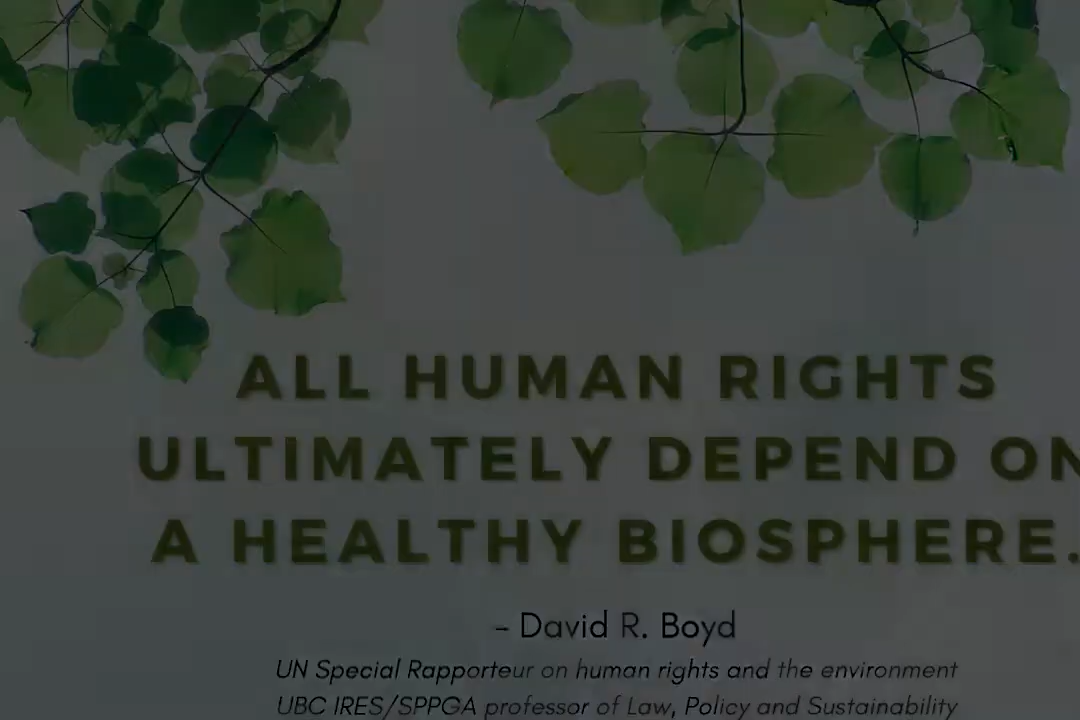 ALL HUMAN RIGHTS
ULTIMATELY DEPEND ON
A HEALTHY BIOSPHERE.
– David R. Boyd
UN Special Rapporteur on human rights and the environment
UBC IRES/SPPGA professor of Law, Policy and Sustainability